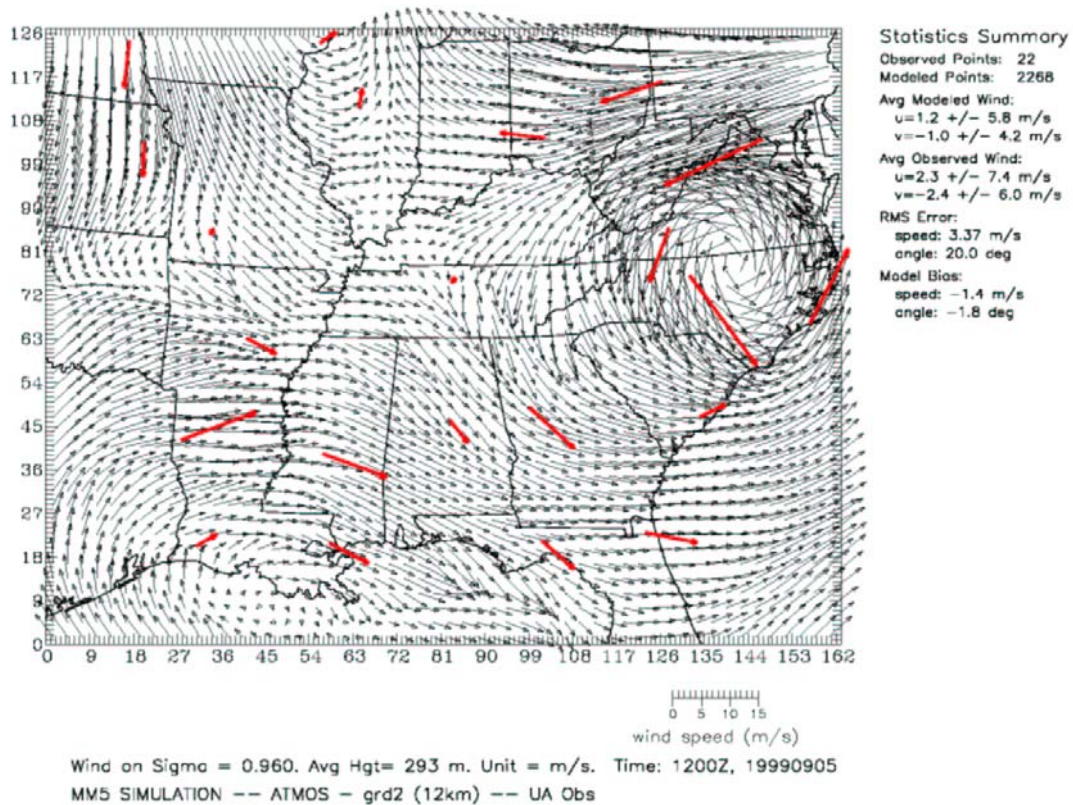 126
117
108
99
90
81
72
63
54
45
36
27
18
9
0
0 9 18 27 36 45 54 63 72 81 90 99 108 117 126 135 144 153 162
Statistics Summary
Observed Points: 22
Modeled Points: 2268
Avg Modeled Wind:
u=1.2 +/- 5.8 m/s
v=-1.0 +/- 4.2 m/s
Avg Observed Wind:
u=2.3 +/- 7.4 m/s
v=-2.4 +/- 6.0 m/s
RMS Error:
speed: 3.37 m/s
angle: 20.0 deg
Model Bias:
speed: -1.4 m/s
angle: -1.8 deg
0 5 10 15
wind speed (m/s)
Wind on Sigma = 0.960. Avg Hgt= 293 m. Unit = m/s. Time: 1200Z, 19990905
MM5 SIMULATION -- ATMOS - grd2 (12km) -- UA Obs